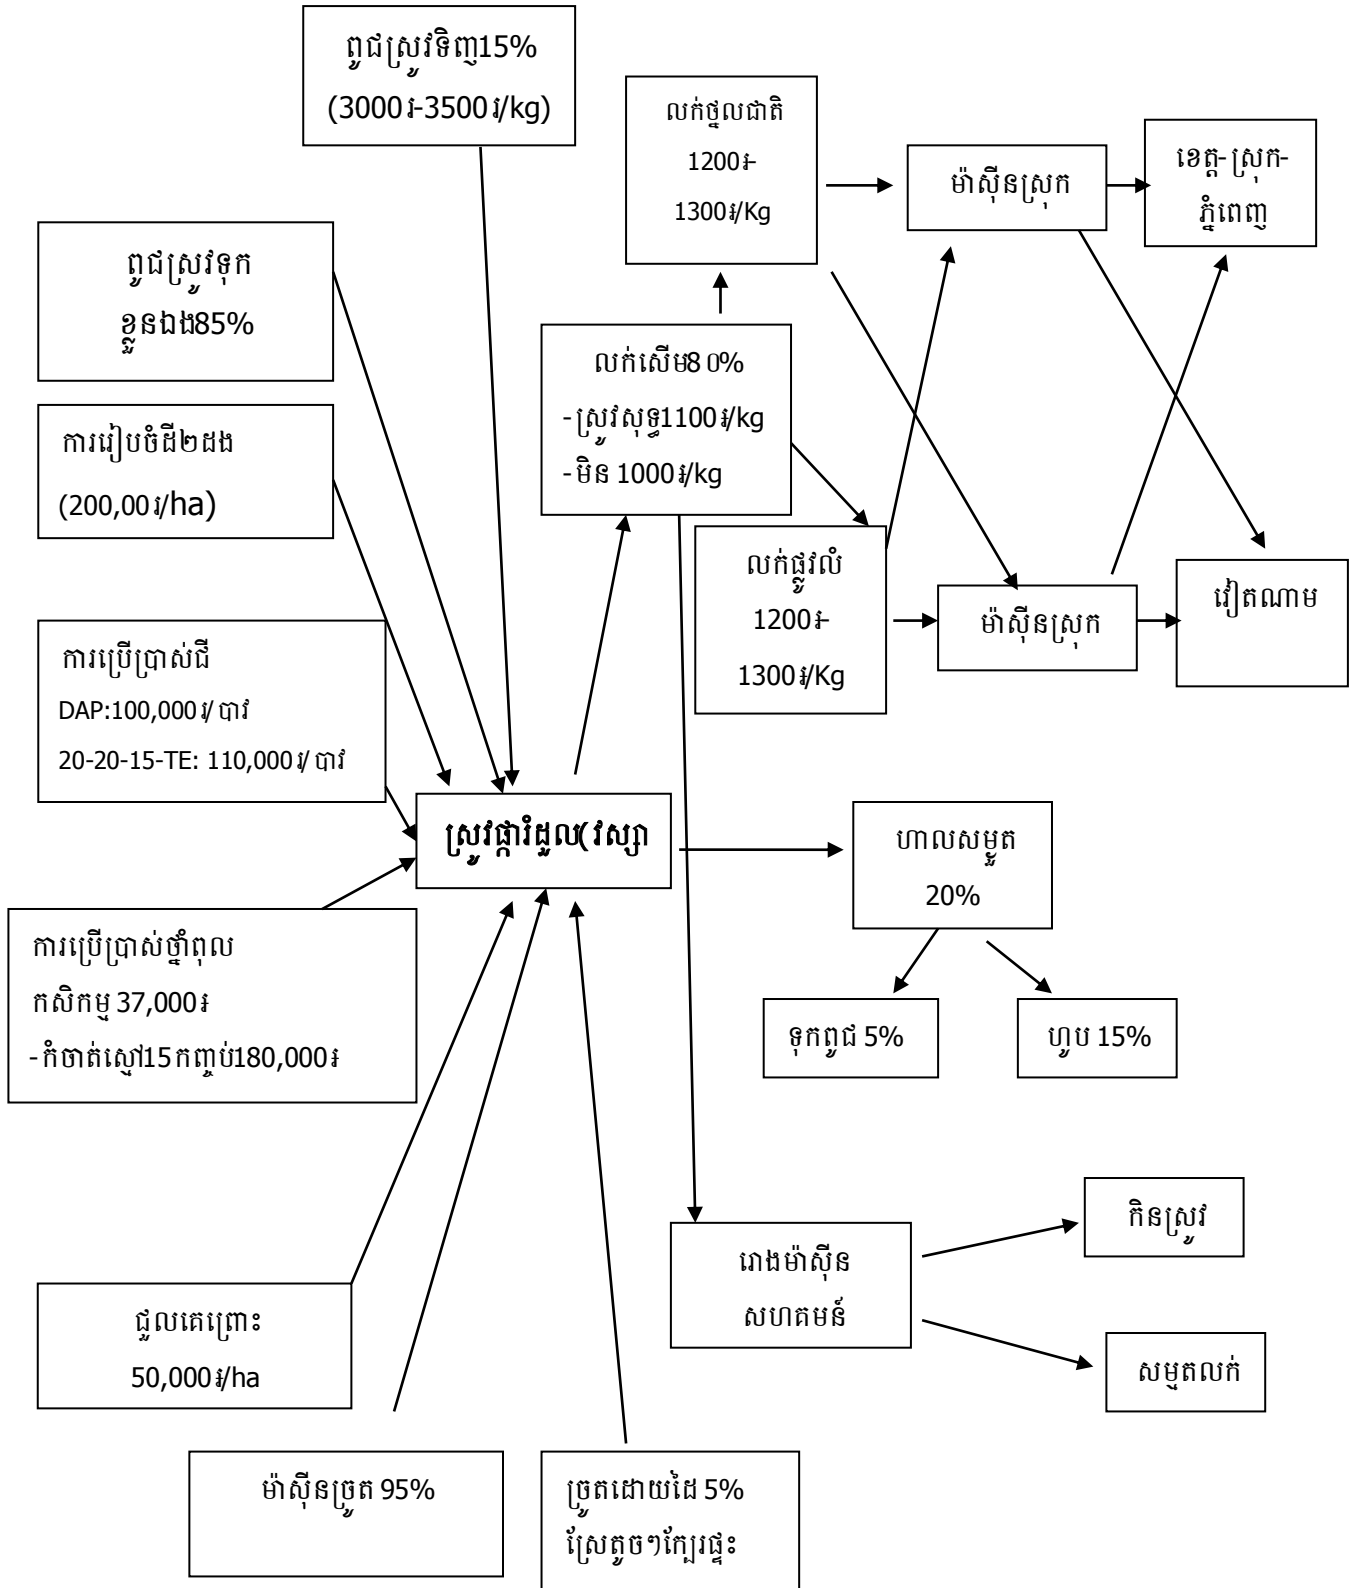 ពូជស្រូវទិញ15%
(3000៛-3500៛/kg)
លក់ថ្នលជាតិ
1200៛-
1300៛/Kg
ម៉ាស៊ីនស្រុក
ខេត្ត-ស្រុក-
ភ្នំពេញ
ពូជស្រូវទុក
ខ្លួនឯង85%
លក់សើម8០%
-ស្រូវសុទ្ធ1100៛/kg
-មិន 1000៛/kg
ការរៀបចំដី២ដង
(200,00៛/ha)
លក់ផ្លូវលំ
1200៛-
1300៛/Kg
ម៉ាស៊ីនស្រុក
វៀតណាម
ការប្រើប្រាស់ជី
DAP:100,000៛/ បាវ
20-20-15-TE: 110,000៛/ បាវ
ស្រូវផ្ការំដួល(វស្សា
ហាលសម្ងួត
20%
ការប្រើប្រាស់ថ្នាំពុល
កសិកម្ម 37,000៛
-កំចាត់ស្មៅ15កញ្ចប់180,000៛
ទុកពូជ 5%
ហូប 15%
រោងម៉ាស៊ីន
សហគមន៍
កិនស្រូវ
សម្មតលក់
ជួលគេព្រោះ
50,000៛/ha
ម៉ាស៊ីនច្រូត 95%
ច្រូតដោយដៃ 5%
ស្រែតូចៗក្បែរផ្ទះ